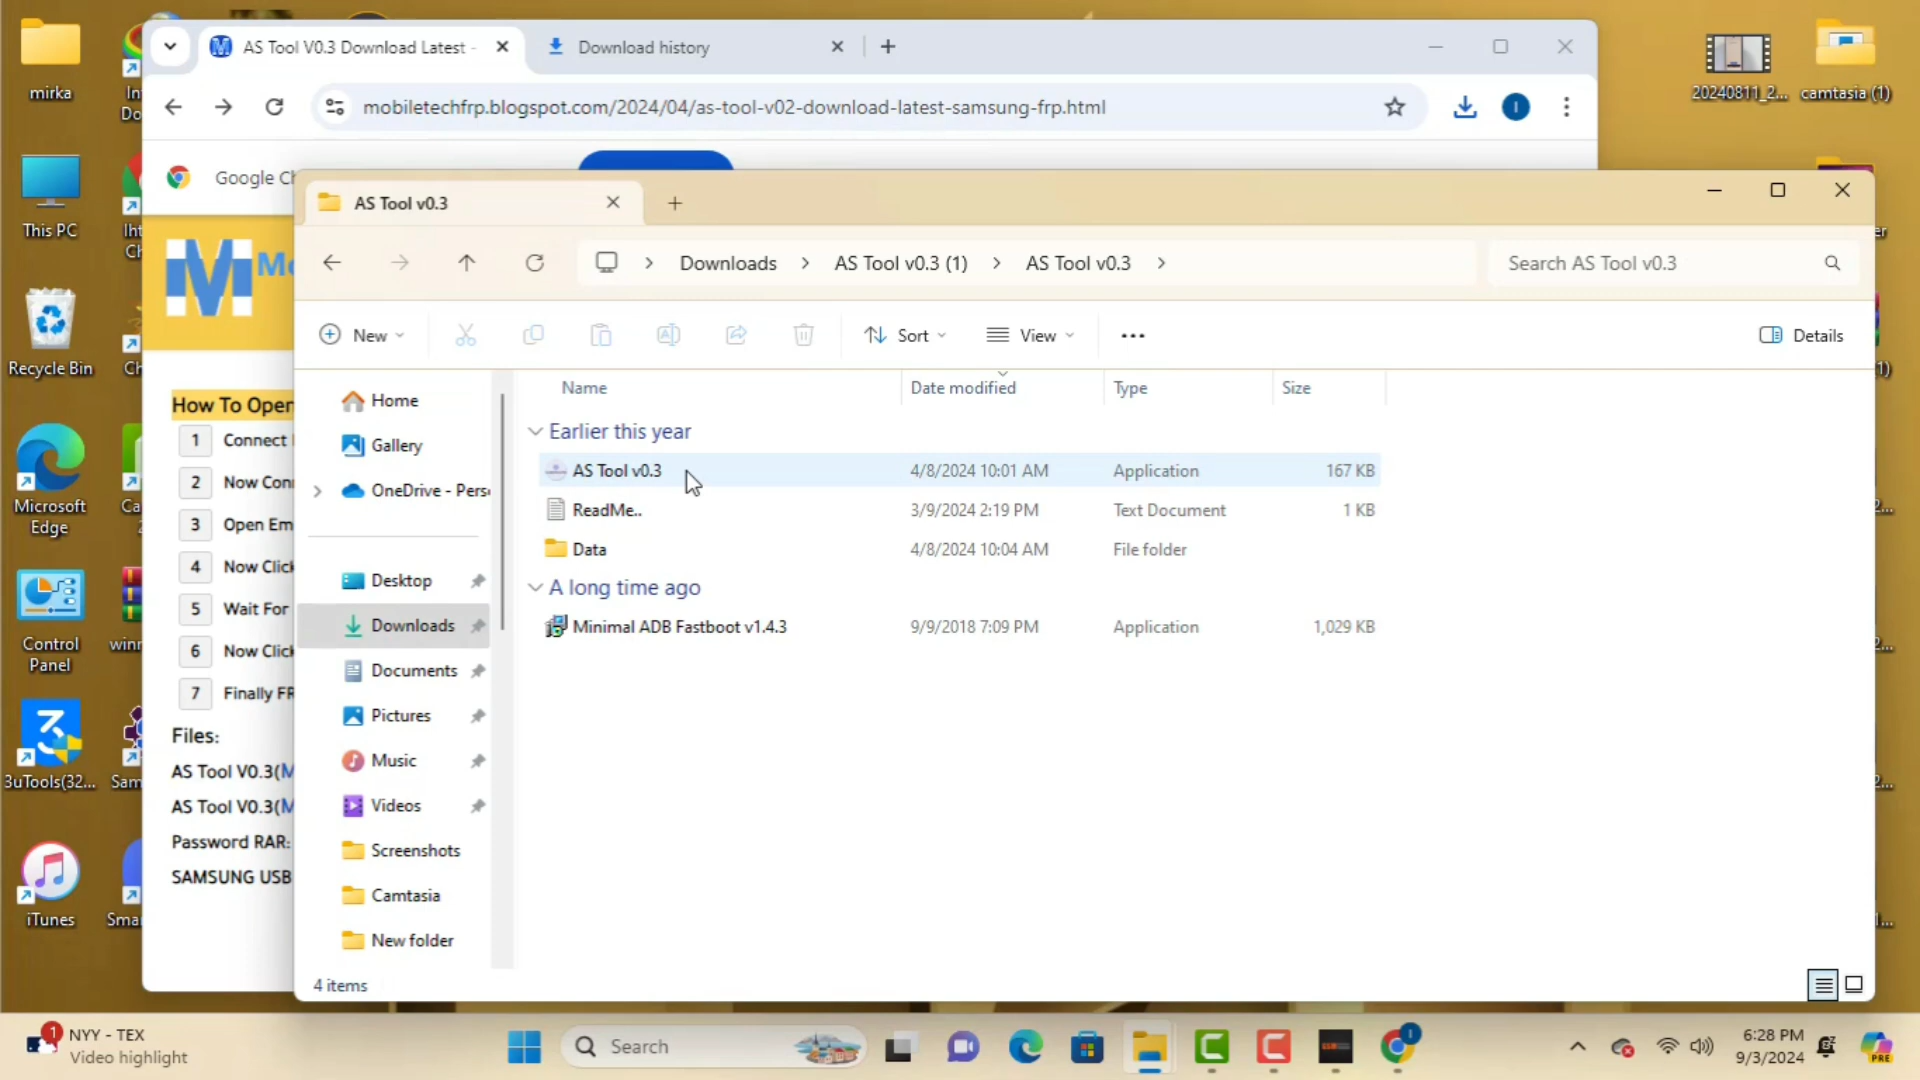 mirka
This PC
Recycle Bin
Microsoft
Edge
Control
Panel
3uTools(32...
iTunes
20240811_2...
camtasia (1)
AS Tool V0.3 Download Latest -
Download history
mobiletechfrp.blogspot.com/2024/04/as-tool-v02-download-latest-samsung-frp.html
Google Ch
How To Open
1 Connect
2 Now Con
3 Open Em
4 Now Click
5 Wait For
6 Now Click
7 Finally FR
Files:
AS Tool V0.3(M
AS Tool V0.3(M
Password RAR:
SAMSUNG USB
AS Tool v0.3
Downloads
AS Tool v0.3 (1)
AS Tool v0.3
Search AS Tool v0.3
New
Sort
View
Details
Home
Gallery
OneDrive - Pers
Desktop
Downloads
Documents
Pictures
Music
Videos
Screenshots
Camtasia
New folder
Name Date modified Type Size
Earlier this year
AS Tool v0.3 4/8/2024 10:01 AM Application 167 KB
ReadMe.. 3/9/2024 2:19 PM Text Document 1 KB
Data 4/8/2024 10:04 AM File folder
A long time ago
Minimal ADB Fastboot v1.4.3 9/9/2018 7:09 PM Application 1,029 KB
4 items
1
NYY - TEX
Video highlight
Search
6:28 PM
9/3/2024
PRE